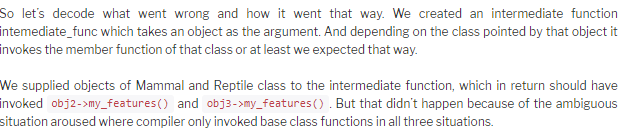 So let's decode what went wrong and how it went that way. We created an intermediate function
intemediate_func which takes an object as the argument. And depending on the class pointed by that object it
invokes the member function of that class or at least we expected that way.
We supplied objects of Mammal and Reptile class to the intermediate function, which in return should have
invoked obj2->my_features() and obj3->my_features() . But that didn't happen because of the ambiguous
situation aroused where compiler only invoked base class functions in all three situations.